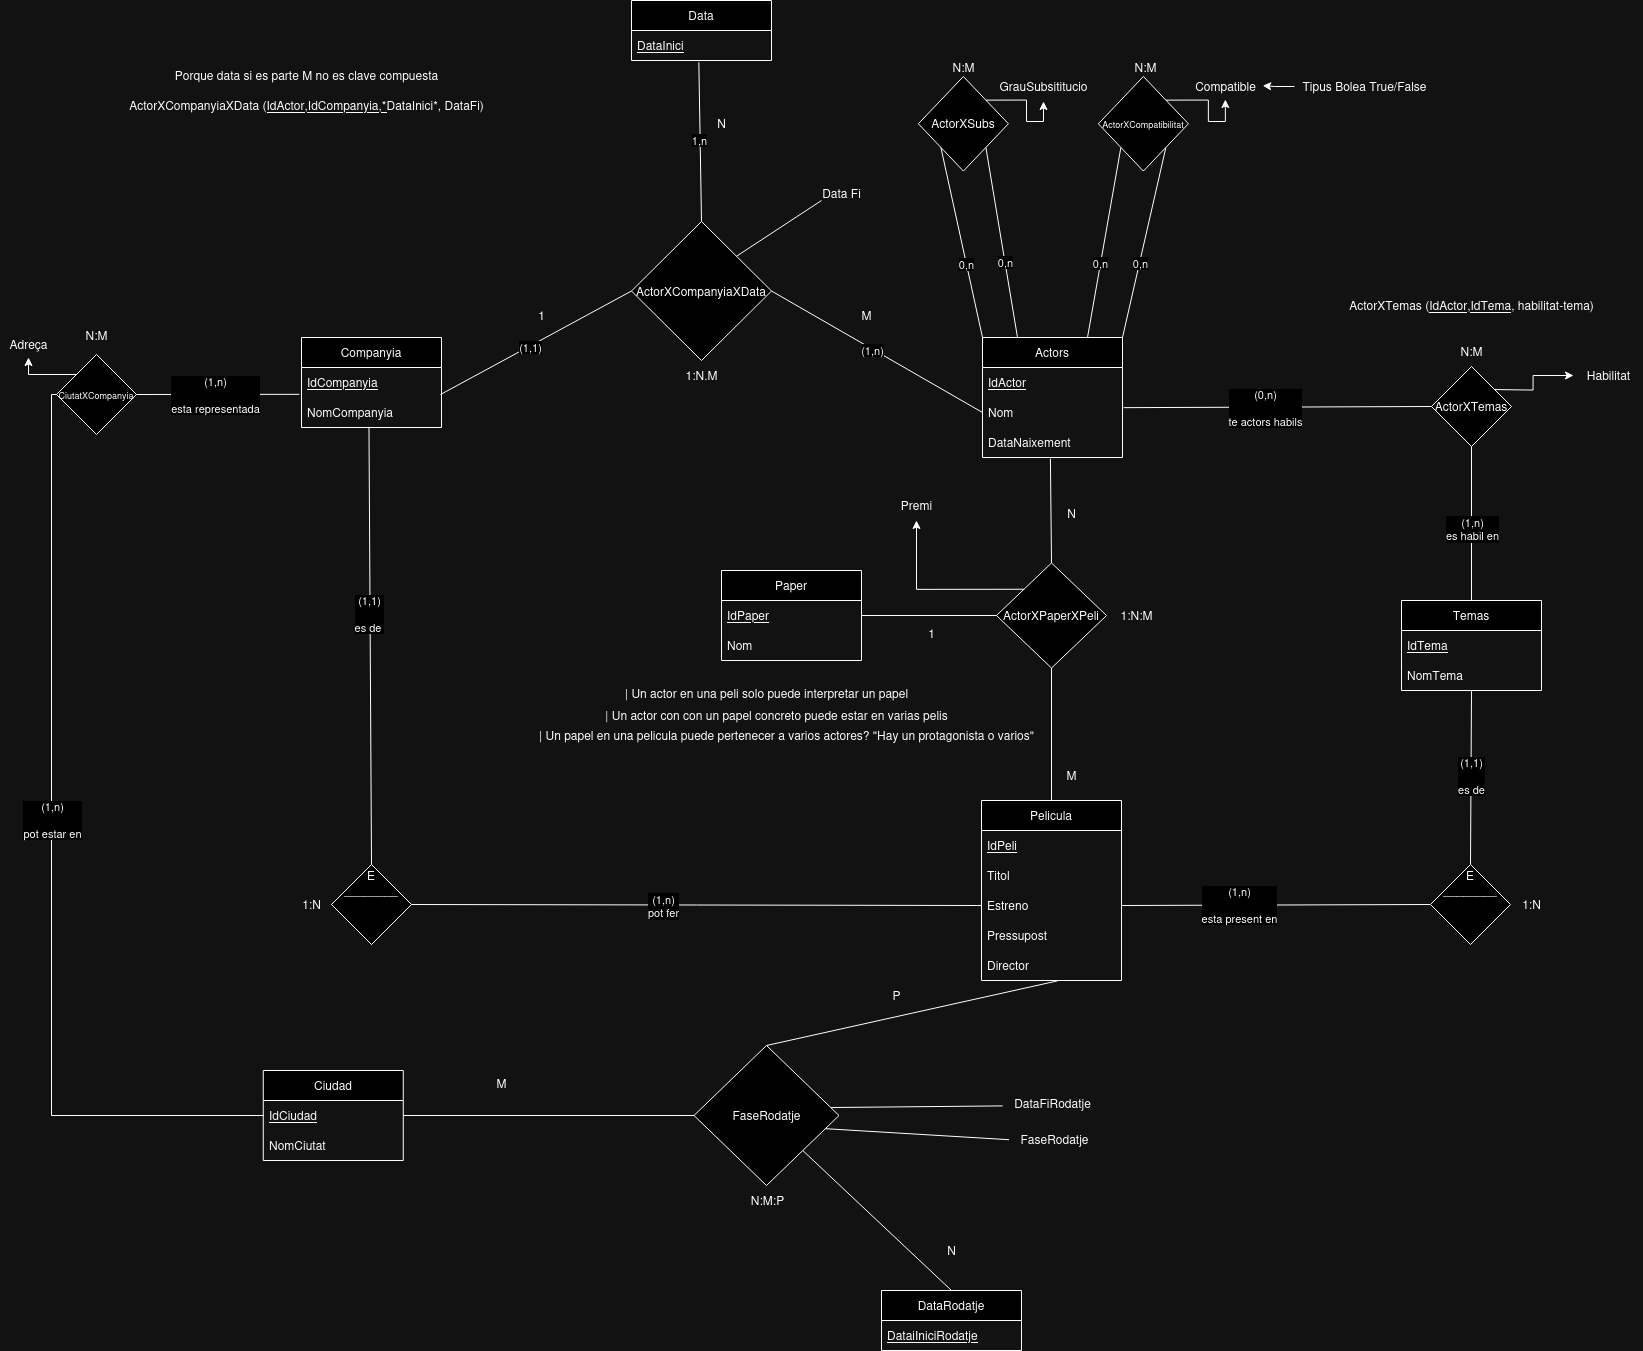 Data
DataInici
Porque data si es parte M no es clave compuesta
ActorXCompanyiaXData (IdActor,IdCompanyia,*DataInici*, DataFi)
N
1,n
N:M
GrauSubsititucio
ActorXSubs
N:M
Compatible
Tipus Bolea True/False
ActorXCompatibilitat
Data Fi
0,n
0,n
0,n
0,n
ActorXCompanyiaXData
1
(1,1)
M
(1,n)
1:N.M
ActorXTemas (IdActor,IdTema, habilitat-tema)
N:M
Adreça
CiutatXCompanyia
(1,n)
esta representada
Companyia
IdCompanyia
NomCompanyia
Actors
IdActor
Nom
DataNaixement
(0,n)
te actors habils
N:M
Habilitat
ActorXTemas
(1,n)
es habil en
Premi
N
Paper
IdPaper
Nom
1
ActorXPaperXPeli
1:N:M
(1,1)
es de
Temas
IdTema
NomTema
| Un actor en una peli solo puede interpretar un papel
| Un actor con con un papel concreto puede estar en varias pelis
| Un papel en una pelicula puede pertenecer a varios actores? "Hay un protagonista o varios"
M
(1,1)
es de
(1,n)
pot estar en
Pelicula
IdPeli
Titol
Estreno
Pressupost
Director
1:N
E
(1,n)
pot fer
(1,n)
esta present en
E
1:N
P
Ciudad
IdCiudad
NomCiutat
M
FaseRodatje
DataFiRodatje
FaseRodatje
N:M:P
N
DataRodatje
DataiIniciRodatje